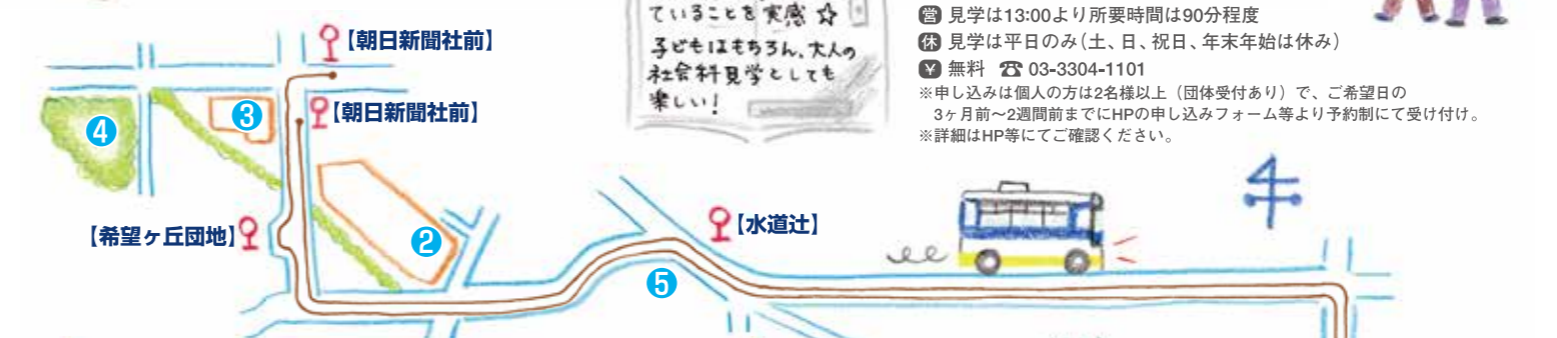 ていることを実感☆
子どもはもちろん、大人の
社会科見学としても
楽しい!
営 見学は13:00より所要時間は90分程度
休 見学は平日のみ(土、日、祝日、年末年始は休み)
¥ 無料 ☎ 03-3304-1101
※申し込みは個人の方は2名様以上(団体受付あり)で、ご希望日の
3ヶ月前〜2週間前までにHPの申し込みフォーム等より予約制にて受け付け。
※詳細はHP等にてご確認ください。
【朝日新聞社前】
【朝日新聞社前】
❸
❹
【希望ヶ丘団地】
❷
【水道辻】
❺